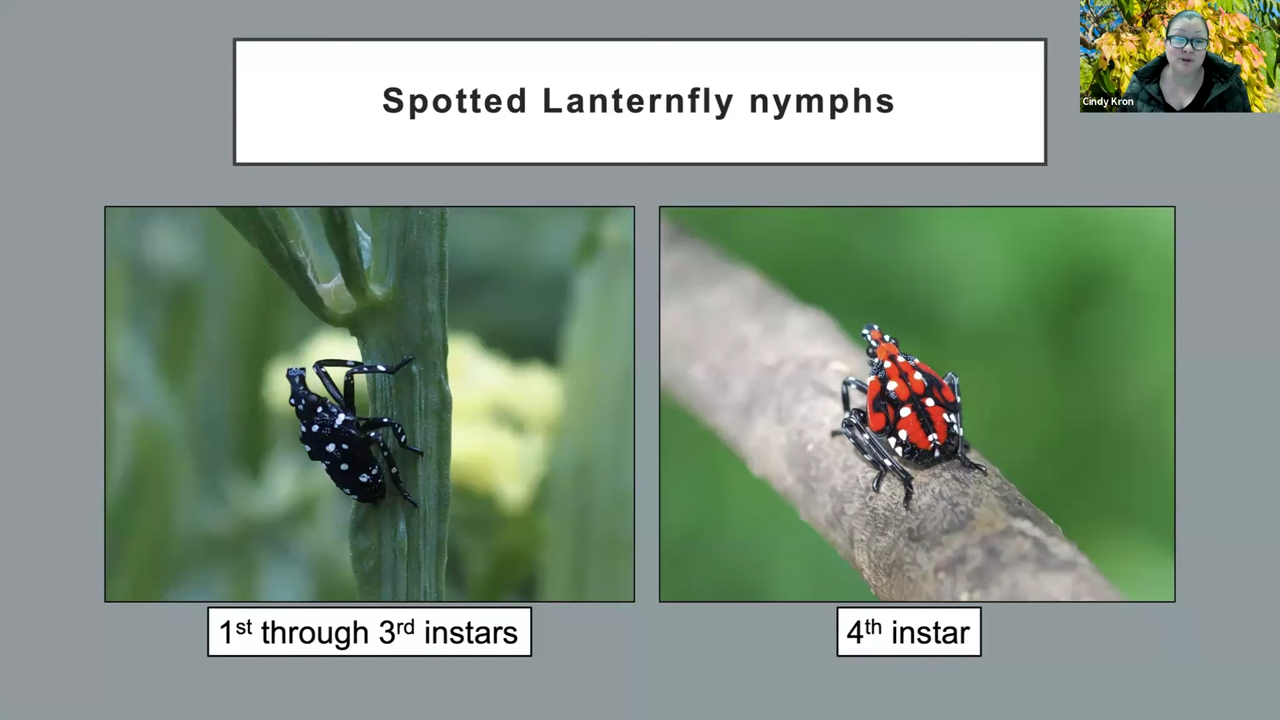 Spotted Lanternfly nymphs
Cindy Kron
1st through 3rd instars
4th instar